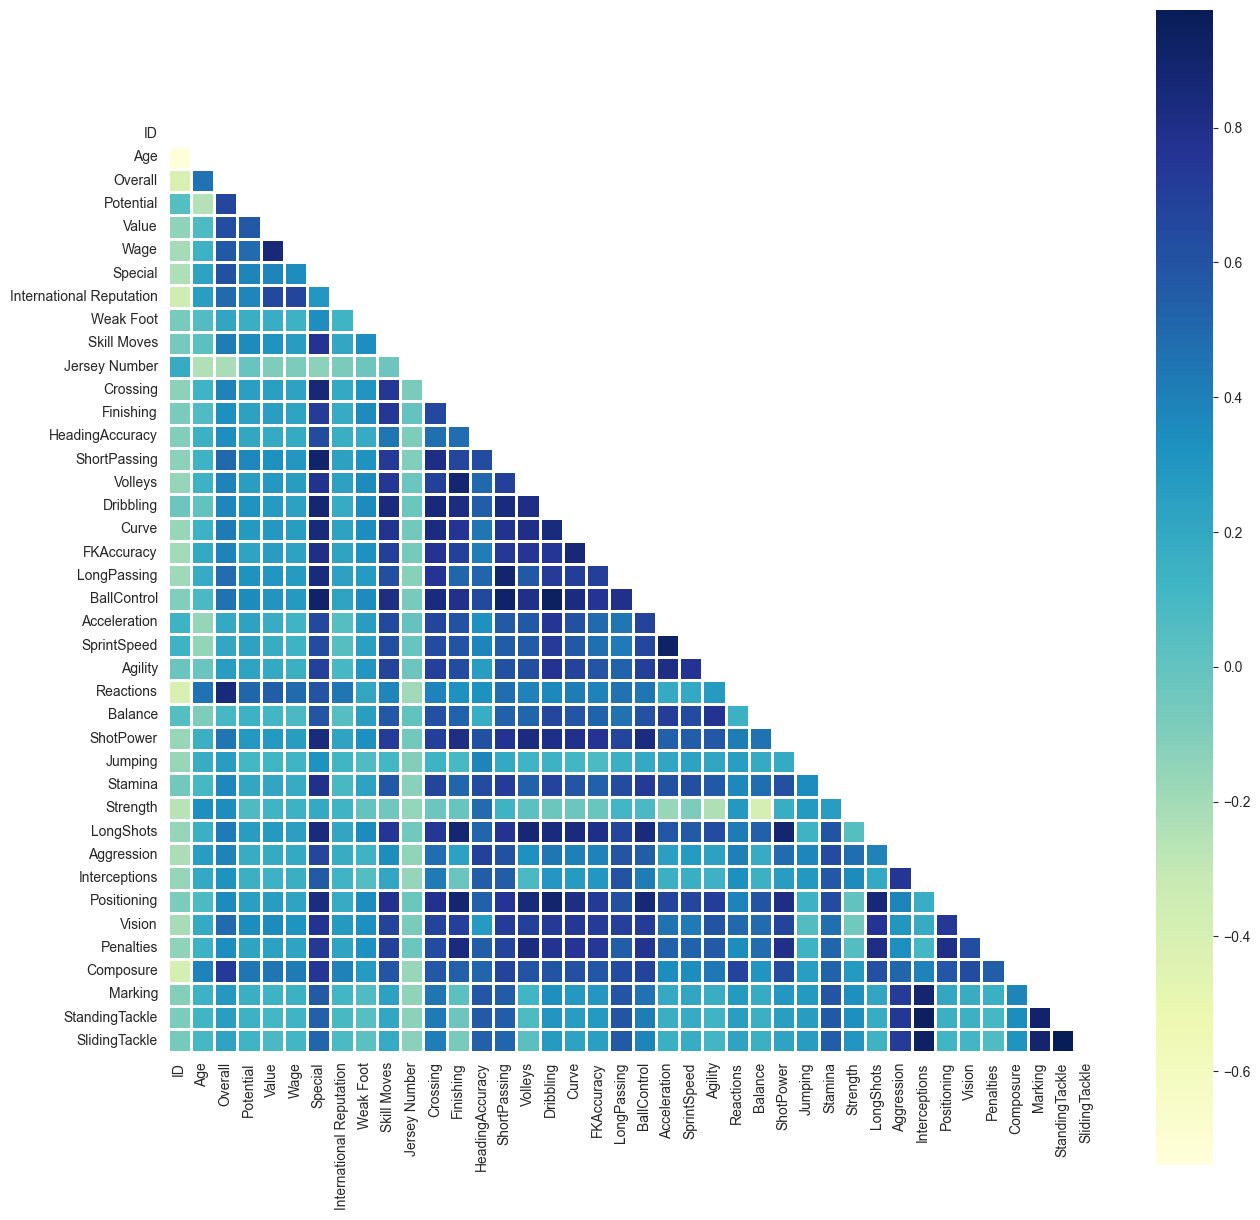 ID
Age
Overall
Potential
Value
Wage
Special
International Reputation
Weak Foot
Skill Moves
Jersey Number
Crossing
Finishing
HeadingAccuracy
ShortPassing
Volleys
Dribbling
Curve
FKAccuracy
LongPassing
BallControl
Acceleration
SprintSpeed
Agility
Reactions
Balance
ShotPower
Jumping
Stamina
Strength
LongShots
Aggression
Interceptions
Positioning
Vision
Penalties
Composure
Marking
StandingTackle
SlidingTackle
ID
Age
Overall
Potential
Value
Wage
Special
International Reputation
Weak Foot
Skill Moves
Jersey Number
Crossing
Finishing
HeadingAccuracy
ShortPassing
Volleys
Dribbling
Curve
FKAccuracy
LongPassing
BallControl
Acceleration
SprintSpeed
Agility
Reactions
Balance
ShotPower
Jumping
Stamina
Strength
LongShots
Aggression
Interceptions
Positioning
Vision
Penalties
Composure
Marking
StandingTackle
SlidingTackle
0.8
0.6
0.4
0.2
0.0
−0.2
−0.4
−0.6